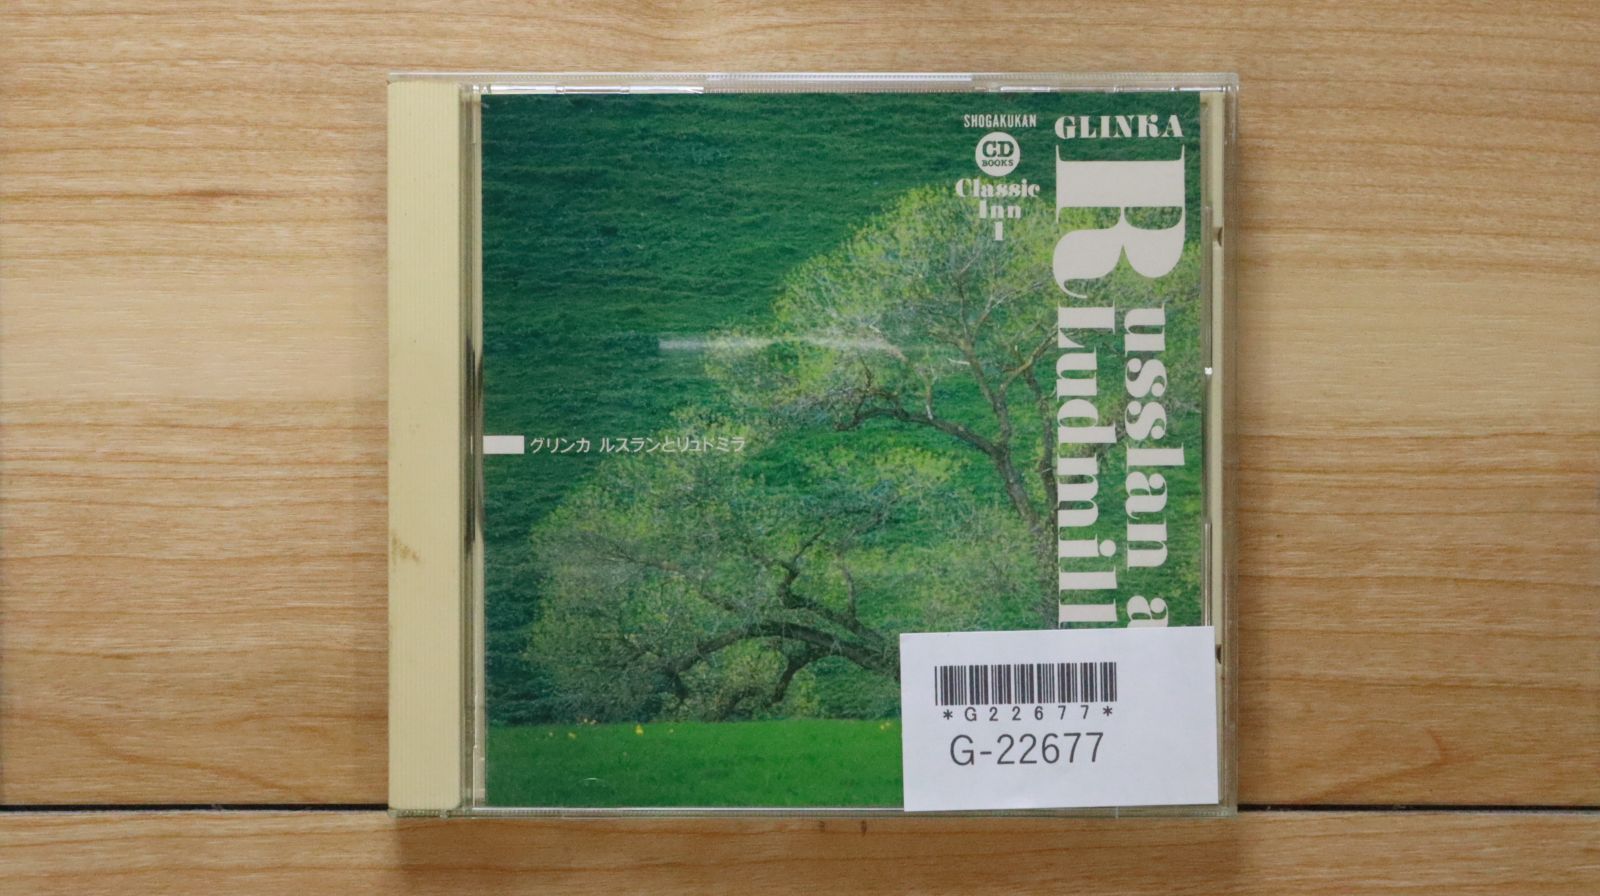 SHOGAKUKAN
CD
BOOKS
Classic
Inn
1
GLINKA
Russlan a
Ludmill
グリンカ ルスランとリュドミラ
*G22677*
G-22677